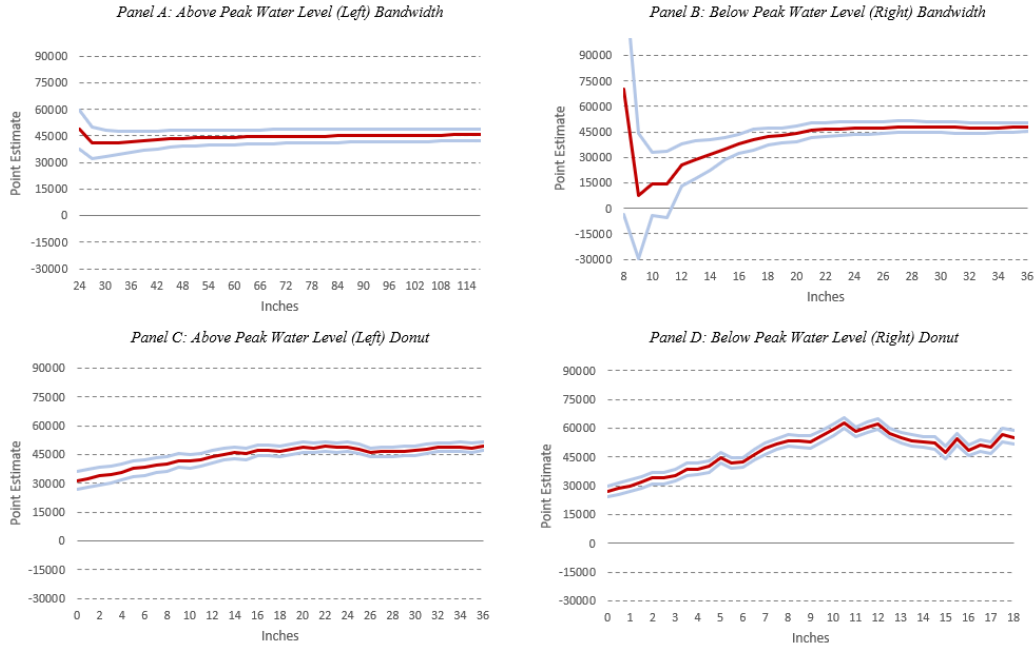 Panel A: Above Peak Water Level (Left) Bandwidth
90000
75000
60000
45000
30000
15000
0
-15000
-30000
Point Estimate
24 30 36 42 48 54 60 66 72 78 84 90 96 102 108 114
Inches
Panel B: Below Peak Water Level (Right) Bandwidth
90000
75000
60000
45000
30000
15000
0
-15000
-30000
Point Estimate
8 10 12 14 16 18 20 22 24 26 28 30 32 34 36
Inches
Panel C: Above Peak Water Level (Left) Donut
90000
75000
60000
45000
30000
15000
0
-15000
-30000
Point Estimate
0 2 4 6 8 10 12 14 16 18 20 22 24 26 28 30 32 34 36
Inches
Panel D: Below Peak Water Level (Right) Donut
90000
75000
60000
45000
30000
15000
0
-15000
-30000
Point Estimate
0 1 2 3 4 5 6 7 8 9 10 11 12 13 14 15 16 17 18
Inches